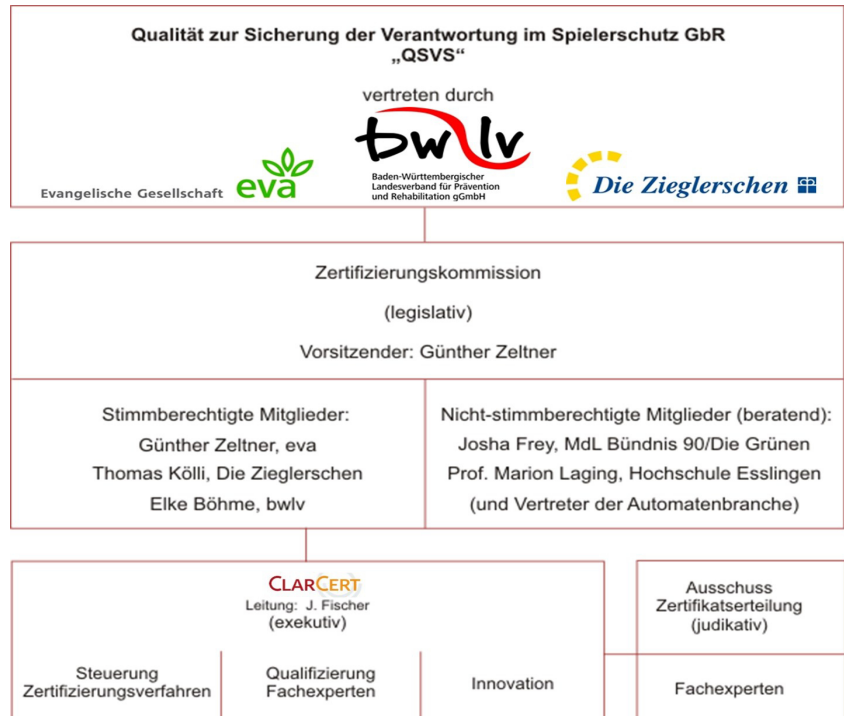 Qualität zur Sicherung der Verantwortung im Spielerschutz GbR
„QSVS“
vertreten durch
Evangelische Gesellschaft eva
bwlv
Baden-Württembergischer
Landesverband für Prävention
und Rehabilitation gGmbH
Die Zieglerschen
Zertifizierungskommission
(legislativ)
Vorsitzender: Günther Zeltner
Stimmberechtigte Mitglieder:
Günther Zeltner, eva
Thomas Kölli, Die Zieglerschen
Elke Böhme, bwlv
Nicht-stimmberechtigte Mitglieder (beratend):
Josha Frey, MdL Bündnis 90/Die Grünen
Prof. Marion Laging, Hochschule Esslingen
(und Vertreter der Automatenbranche)
CLARCERT
Leitung: J. Fischer
(exekutiv)
Steuerung
Zertifizierungsverfahren
Qualifizierung
Fachexperten
Innovation
Ausschuss
Zertifikatserteilung
(judikativ)
Fachexperten